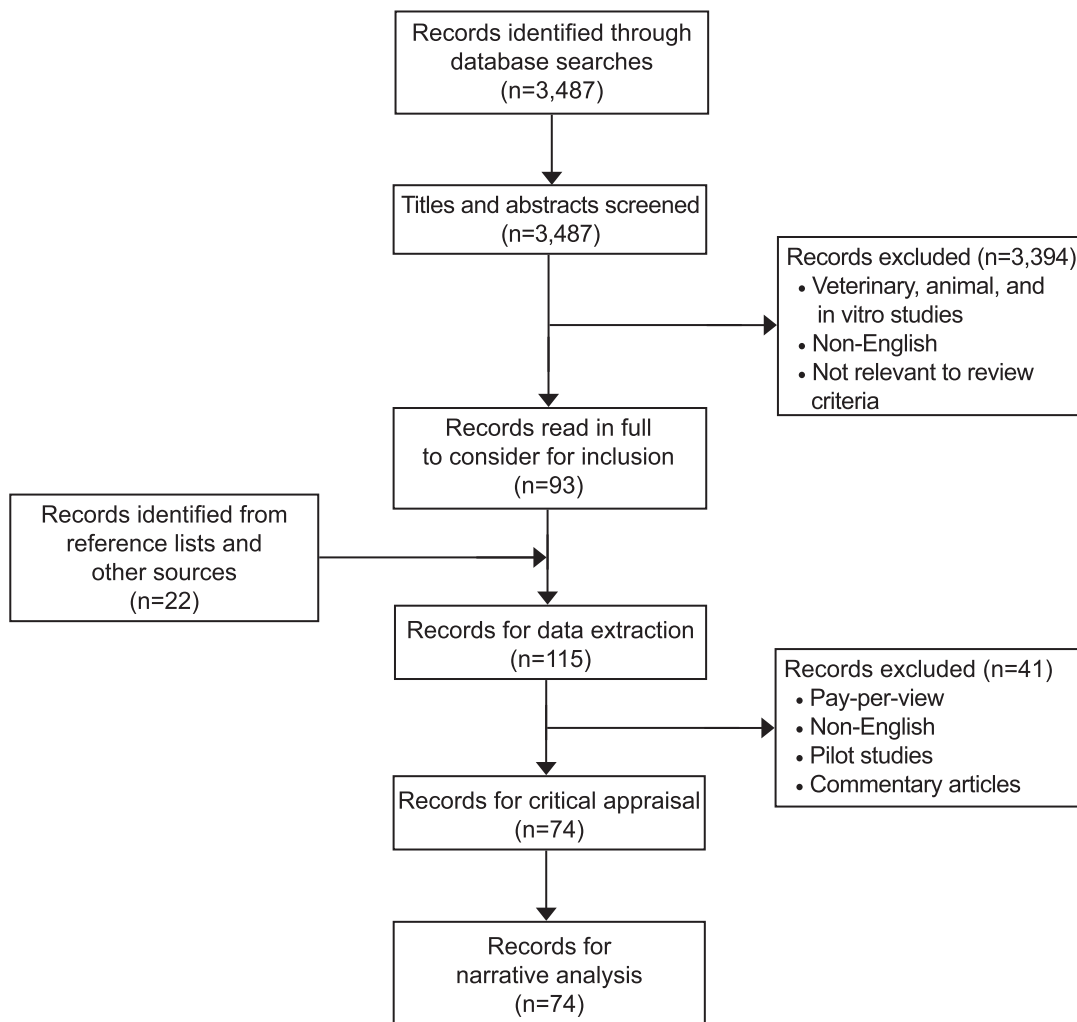 Records identified through
database searches
(n=3,487)
Titles and abstracts screened
(n=3,487)
Records excluded (n=3,394)
• Veterinary, animal, and
in vitro studies
• Non-English
• Not relevant to review
criteria
Records read in full
to consider for inclusion
(n=93)
Records identified from
reference lists and
other sources
(n=22)
Records for data extraction
(n=115)
Records excluded (n=41)
• Pay-per-view
• Non-English
• Pilot studies
• Commentary articles
Records for critical appraisal
(n=74)
Records for
narrative analysis
(n=74)